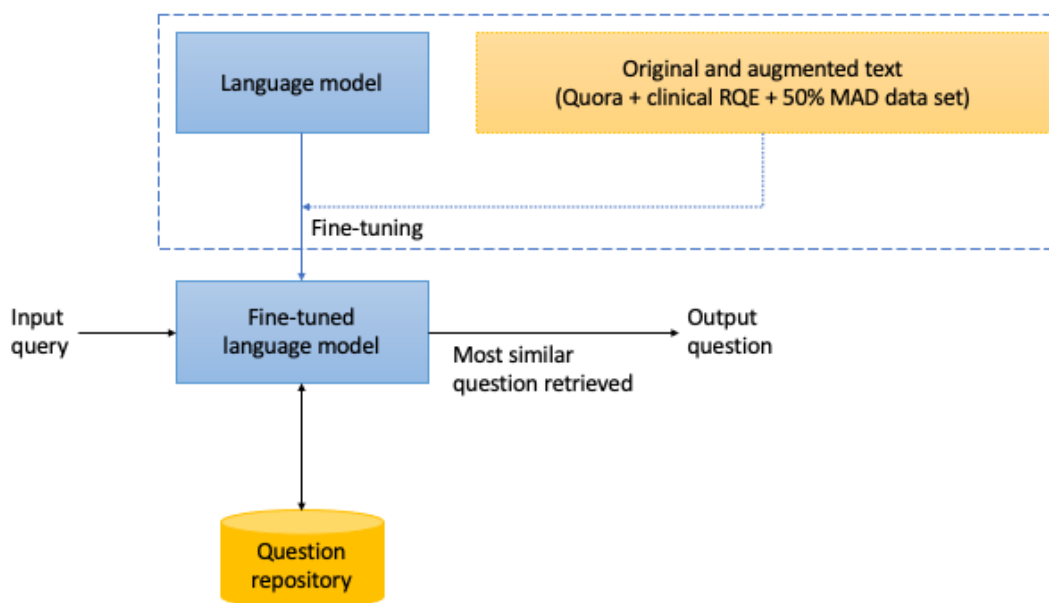 Language model
Original and augmented text
(Quora + clinical RQE + 50% MAD data set)
Fine-tuning
Input
query
Fine-tuned
language model
Most similar
question retrieved
Output
question
Question
repository